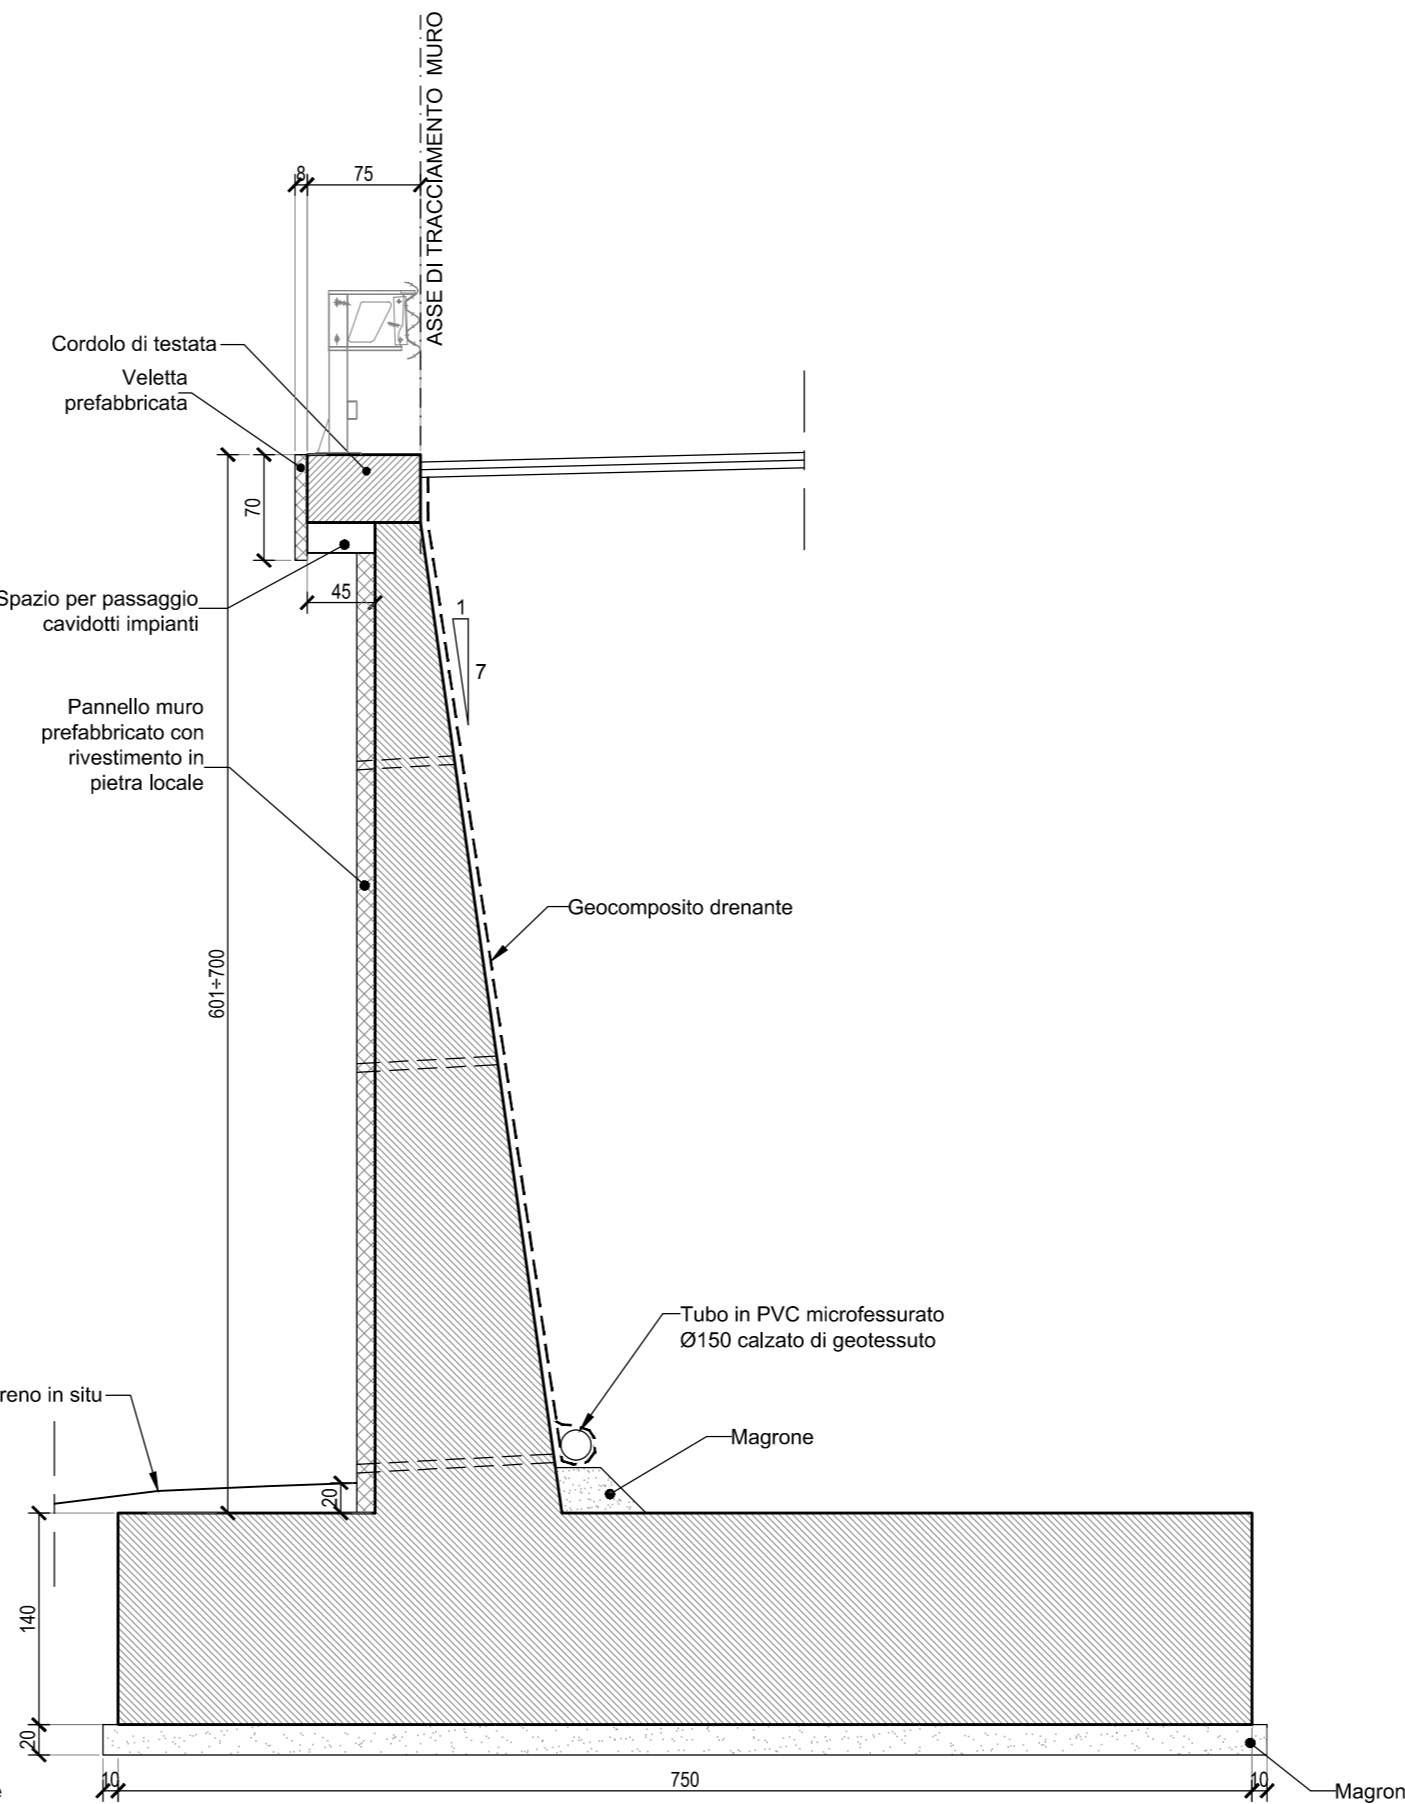 ASSE DI TRACCIAMENTO MURO
8
75
Cordolo di testata
Veletta
prefabbricata
70
Spazio per passaggio
cavidotti impianti
45
1
7
Pannello muro
prefabbricato con
rivestimento in
pietra locale
Geocomposito drenante
601÷700
Tubo in PVC microfessurato
Ø150 calzato di geotessuto
reno in situ
Magrone
20
140
20
10
750
10
Magron